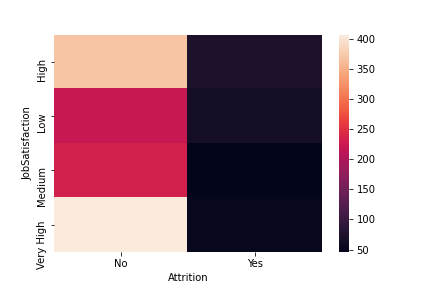 JobSatisfaction
High
Low
Medium
Very High
No
Yes
Attrition
400
350
300
250
200
150
100
50